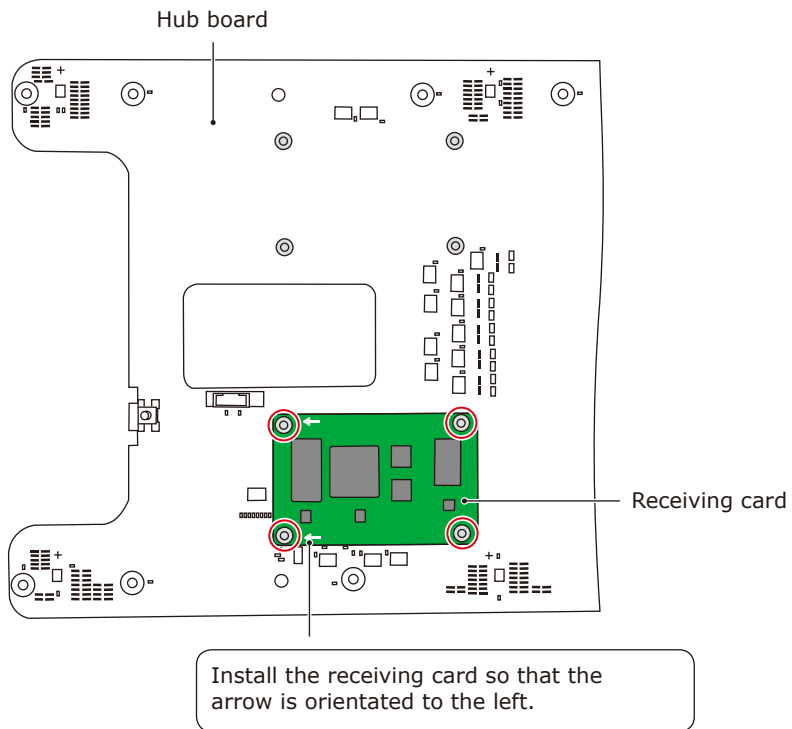 Hub board
Receiving card
Install the receiving card so that the
arrow is orientated to the left.